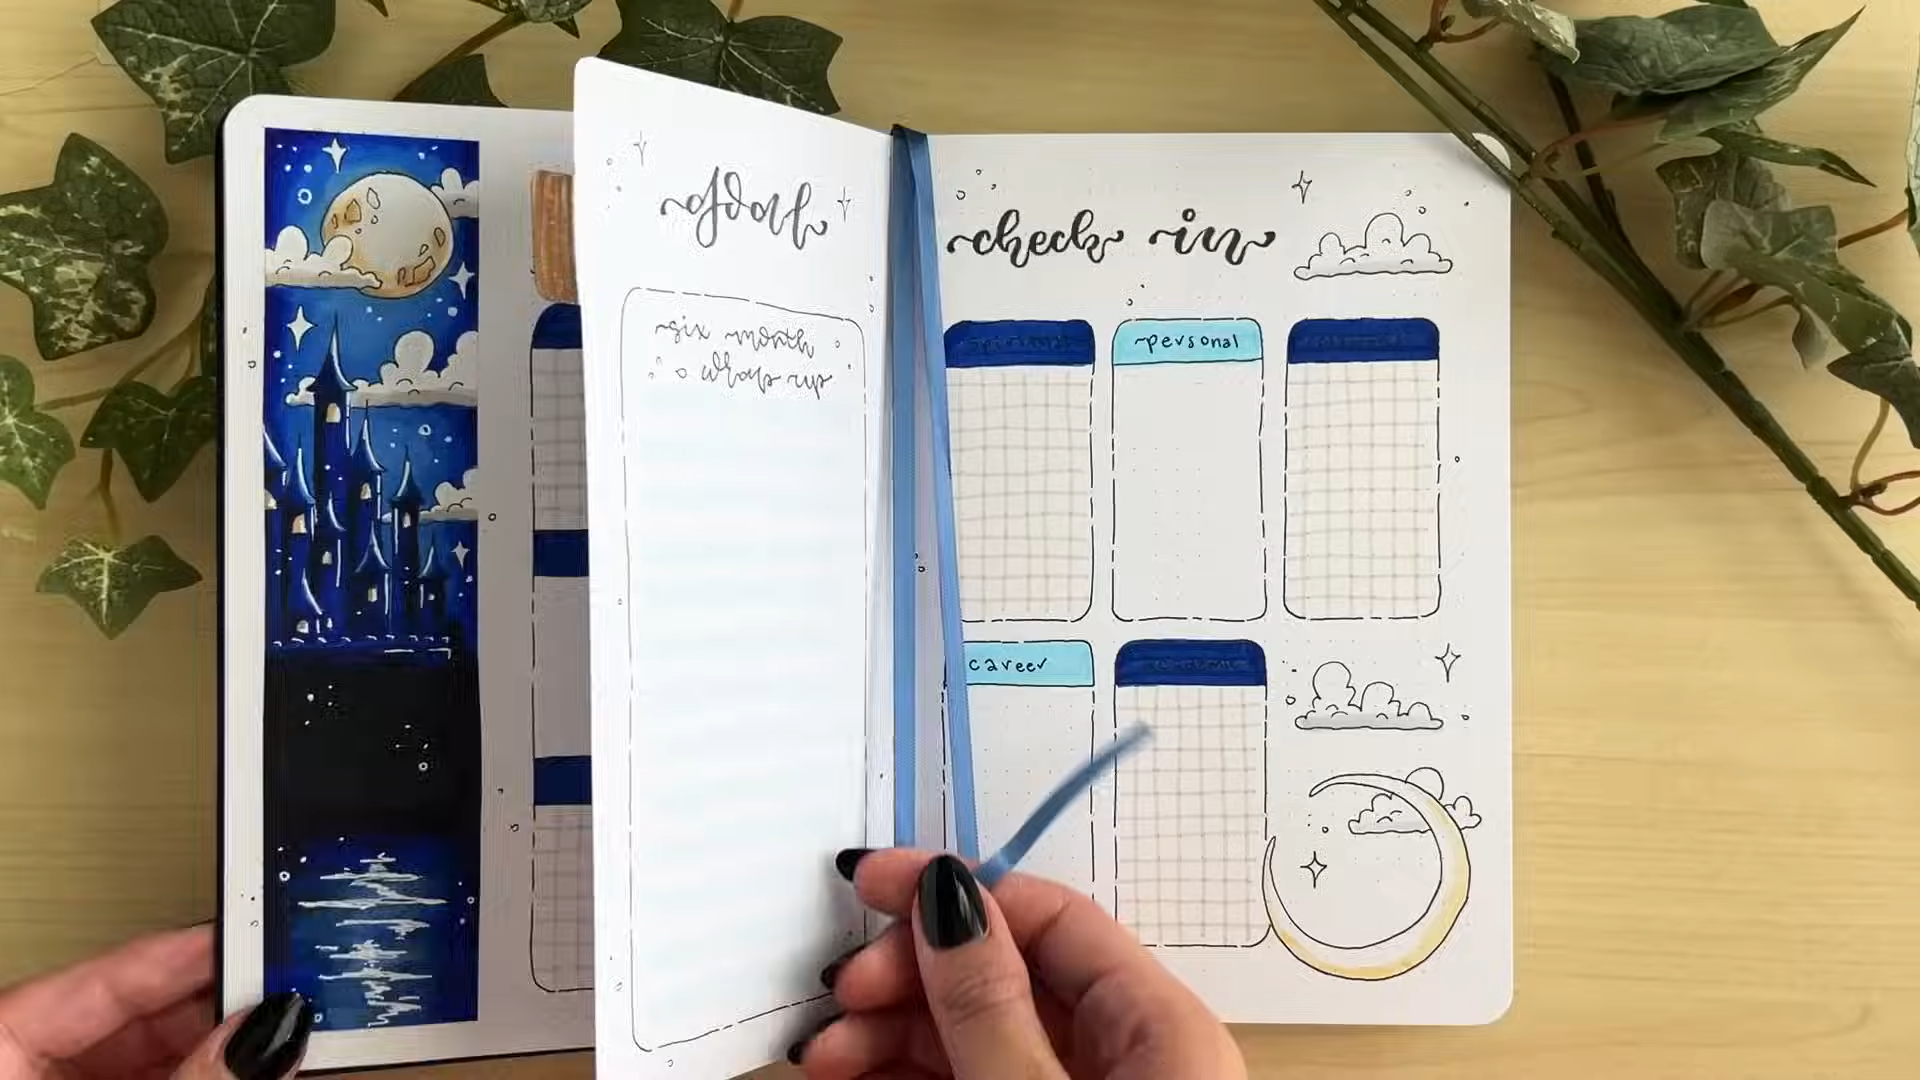 goal
six month
wrap up
check in
personal
career